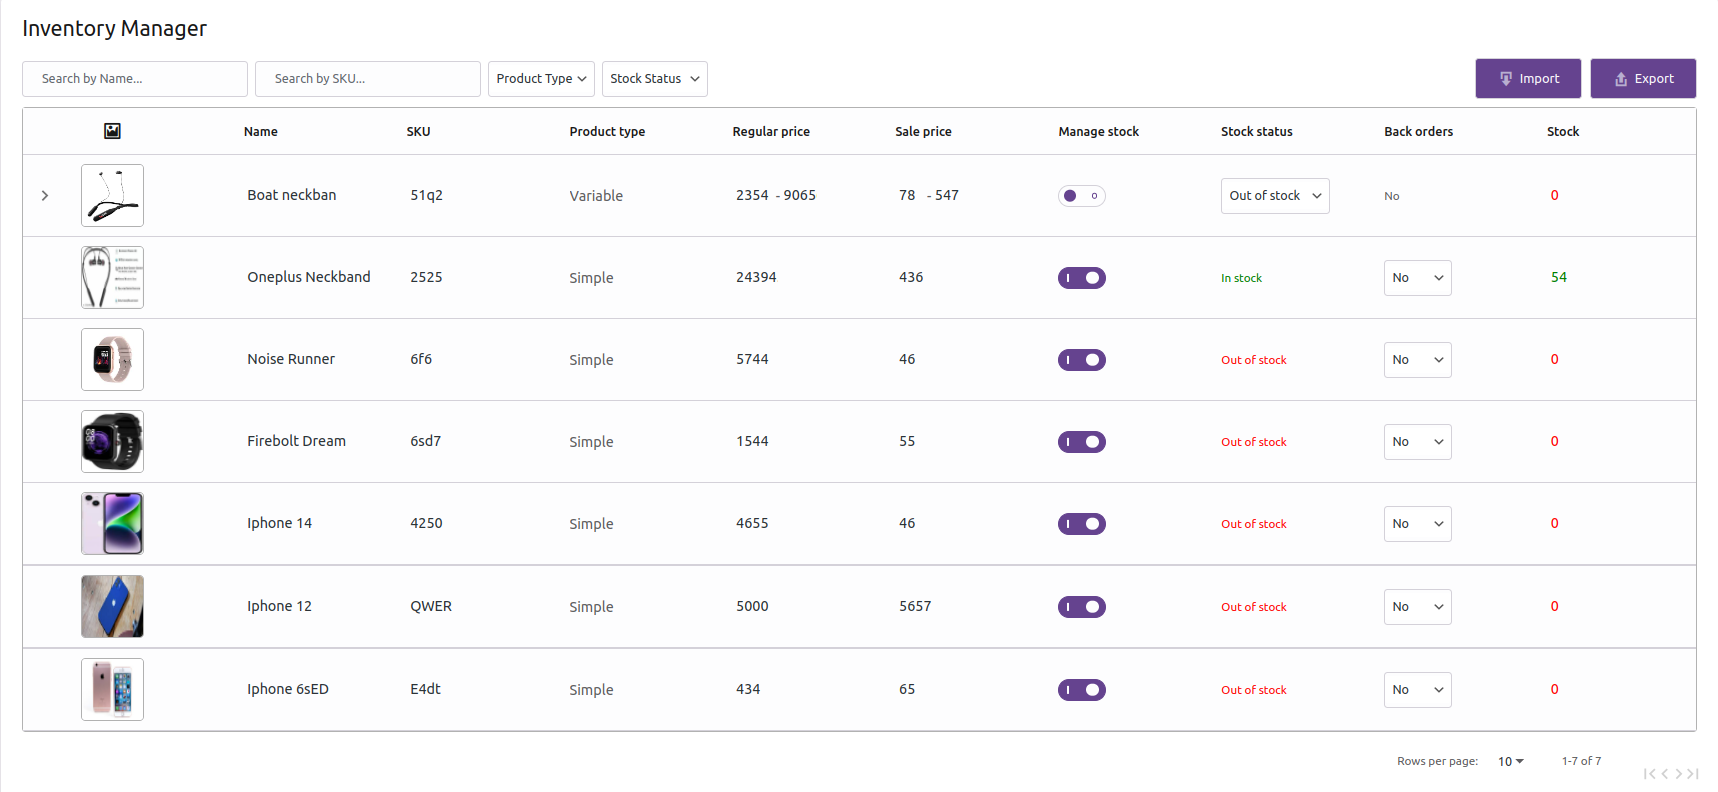 Inventory Manager
Search by Name... Search by SKU... Product Type Stock Status Import Export
Name SKU Product type Regular price Sale price Manage stock Stock status Back orders Stock
Boat neckban 51q2 Variable 2354 - 9065 78 - 547 Out of stock No 0
Oneplus Neckband 2525 Simple 24394 436 In stock No 54
Noise Runner 6f6 Simple 5744 46 Out of stock No 0
Firebolt Dream 6sd7 Simple 1544 55 Out of stock No 0
Iphone 14 4250 Simple 4655 46 Out of stock No 0
Iphone 12 QWER Simple 5000 5657 Out of stock No 0
Iphone 6sED E4dt Simple 434 65 Out of stock No 0
Rows per page: 10 1-7 of 7